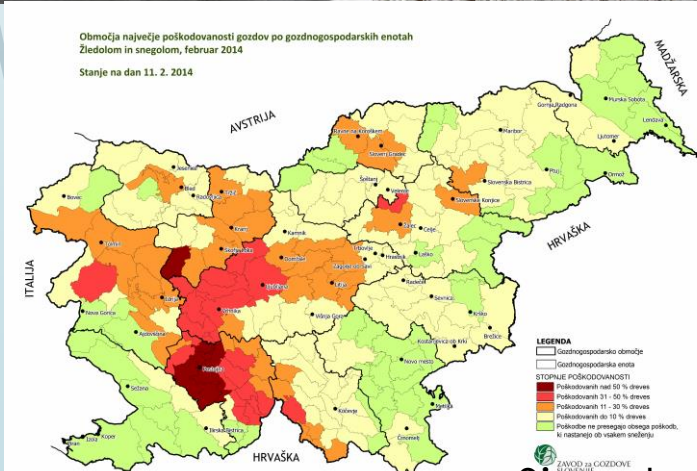 Območja največje poškodovanosti gozdov po gozdnogospodarskih enotah
Žledolom in snegolom, februar 2014
Stanje na dan 11. 2. 2014
MADŽARSKA
AVSTRIJA
ITALIJA
HRVAŠKA
HRVAŠKA
Gornja Radgona
Murska Sobota
Lendava
Ljutomer
Maribor
Ravne na Koroškem
Slovenj Gradec
Jesenice
Bled
Radovljica
Tržič
Bovec
Šoštanj
Velenje
Slovenska Bistrica
Slovenske Konjice
Ptuj
Ormož
Kranj
Kamnik
Žalec
Celje
Tolmin
Škofja Loka
Domžale
Trbovlje
Hrastnik
Laško
Zagorje ob Savi
Ljubljana
Litija
Idrija
Vrhnika
Radeče
Sevnica
Krško
Brežice
Nova Gorica
Ajdovščina
Višnja Gora
Kostanjevica ob Krki
Postojna
Novo mesto
Sežana
Metlika
Kočevje
Črnomelj
Ilirska Bistrica
Koper
Izola
Piran
LEGENDA
Gozdnogospodarsko območje
Gozdnogospodarska enota
STOPNJE POŠKODOVANOSTI
Poškodovanih nad 50 % dreves
Poškodovanih 31 - 50 % dreves
Poškodovanih 11 - 30 % dreves
Poškodovanih do 10 % dreves
Poškodbe ne presegajo obsega poškodb,
ki nastanejo ob vsakem sneženju
ZAVOD ZA GOZDOVE
SLOVENIJE